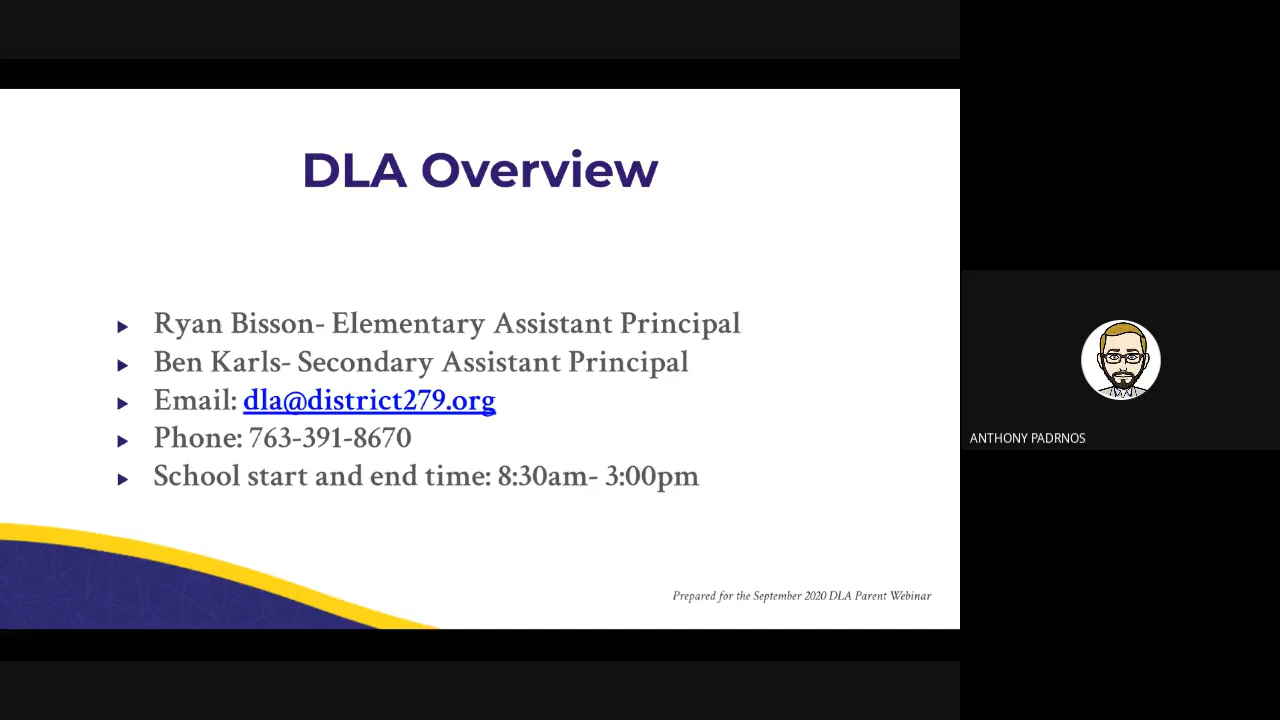 DLA Overview
Ryan Bisson- Elementary Assistant Principal
Ben Karls- Secondary Assistant Principal
Email: dla@district279.org
Phone: 763-391-8670
School start and end time: 8:30am- 3:00pm
Prepared for the September 2020 DLA Parent Webinar
ANTHONY PADRNOS